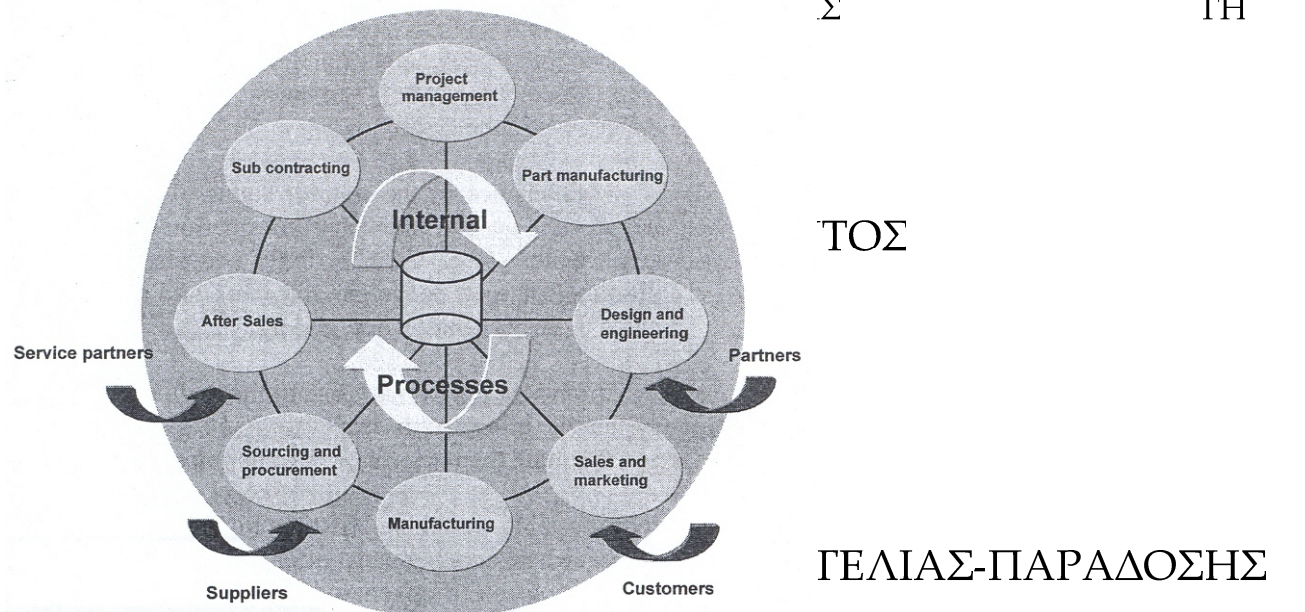 Σ
ΓΗ
Project
management
Sub contracting
Part manufacturing
Internal
ΤΟΣ
After Sales
Design and
engineering
Service partners
Partners
Processes
Sourcing and
procurement
Sales and
marketing
Manufacturing
ΓΕΛΙΑΣ-ΠΑΡΑΔΟΣΗΣ
Suppliers
Customers